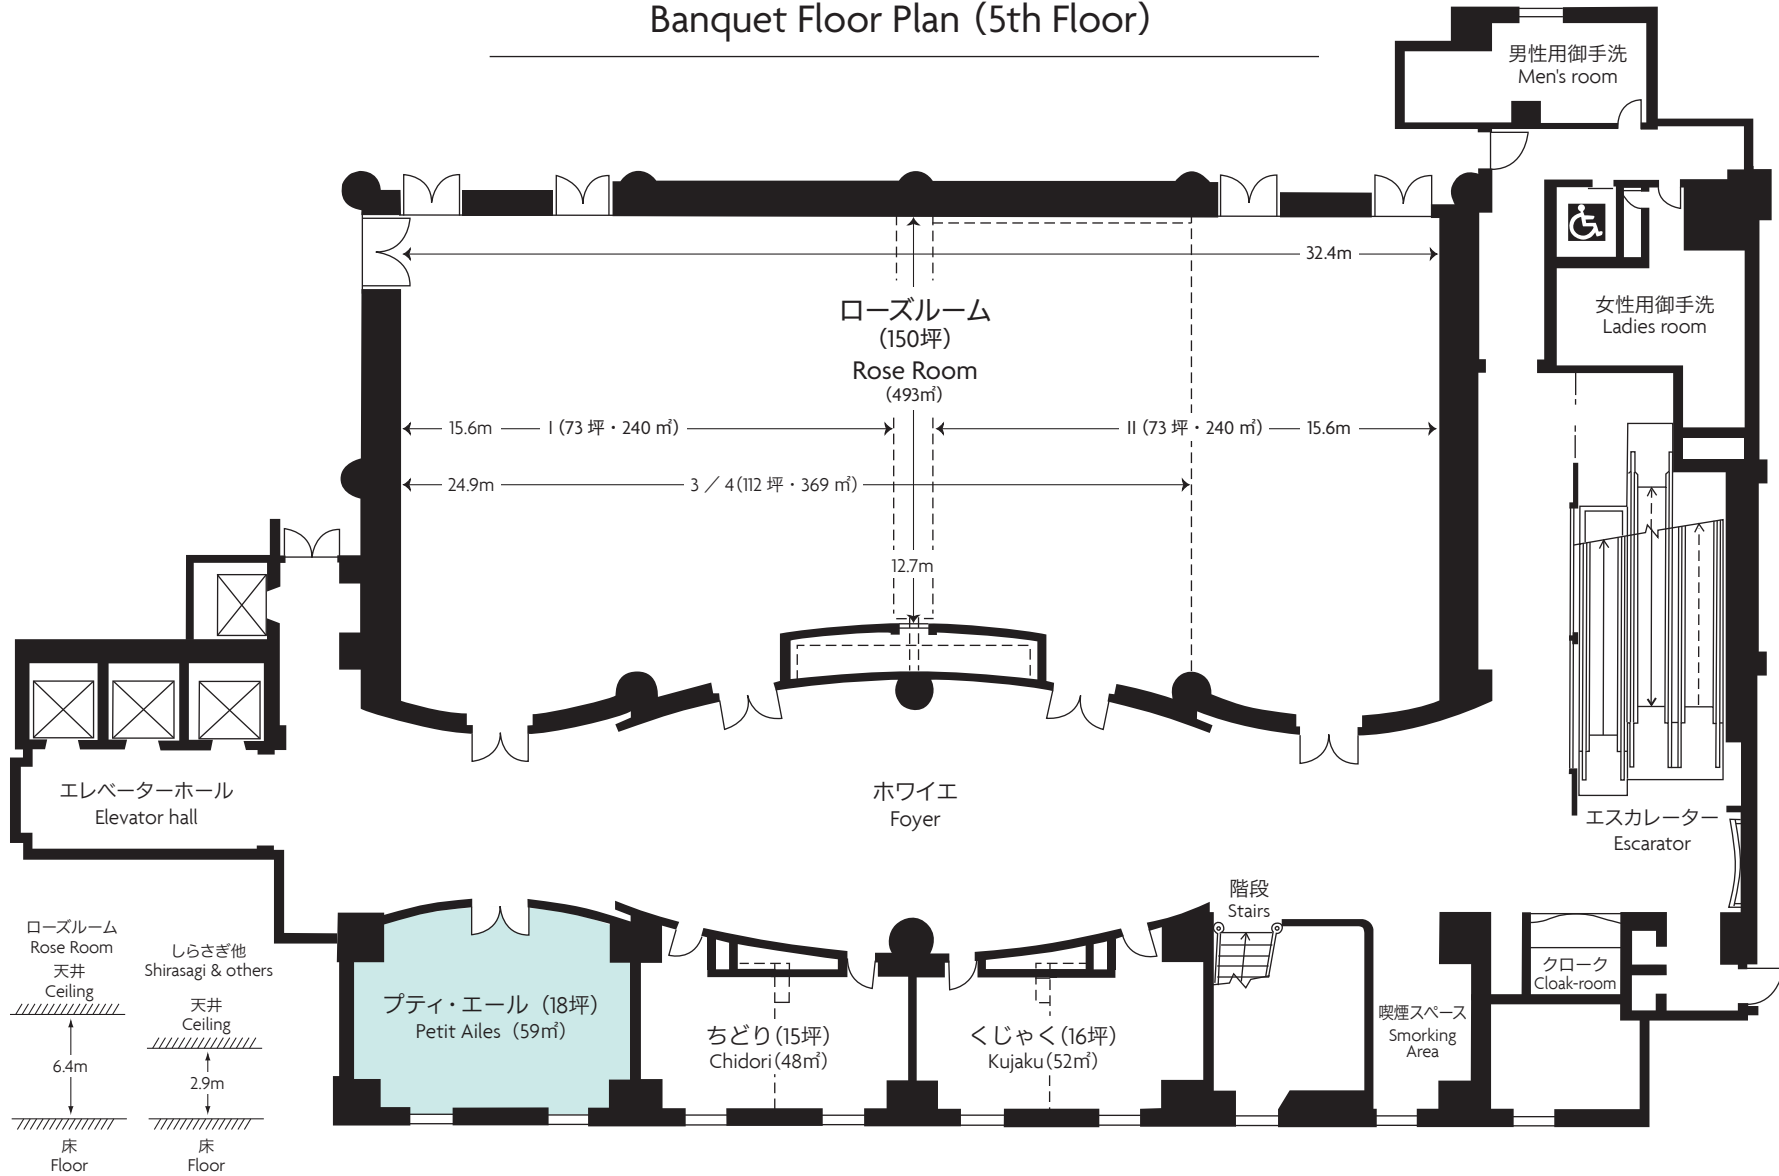 Banquet Floor Plan (5th Floor)
男性用御手洗
Men's room
32.4m
ローズルーム
(150坪)
Rose Room
(493㎡)
女性用御手洗
Ladies room
15.6m
I (73 坪・240 ㎡)
II (73 坪・240 ㎡)
15.6m
24.9m
3 / 4(112 坪・369 ㎡)
12.7m
エレベーターホール
Elevator hall
ホワイエ
Foyer
エスカレーター
Escarator
階段
Stairs
ローズルーム
Rose Room
天井
Ceiling
6.4m
床
Floor
しらさぎ他
Shirasagi & others
天井
Ceiling
2.9m
床
Floor
プティ・エール (18坪)
Petit Ailes (59㎡)
ちどり(15坪)
Chidori(48㎡)
くじゃく(16坪)
Kujaku(52㎡)
喫煙スペース
Smorking
Area
クローク
Cloak-room